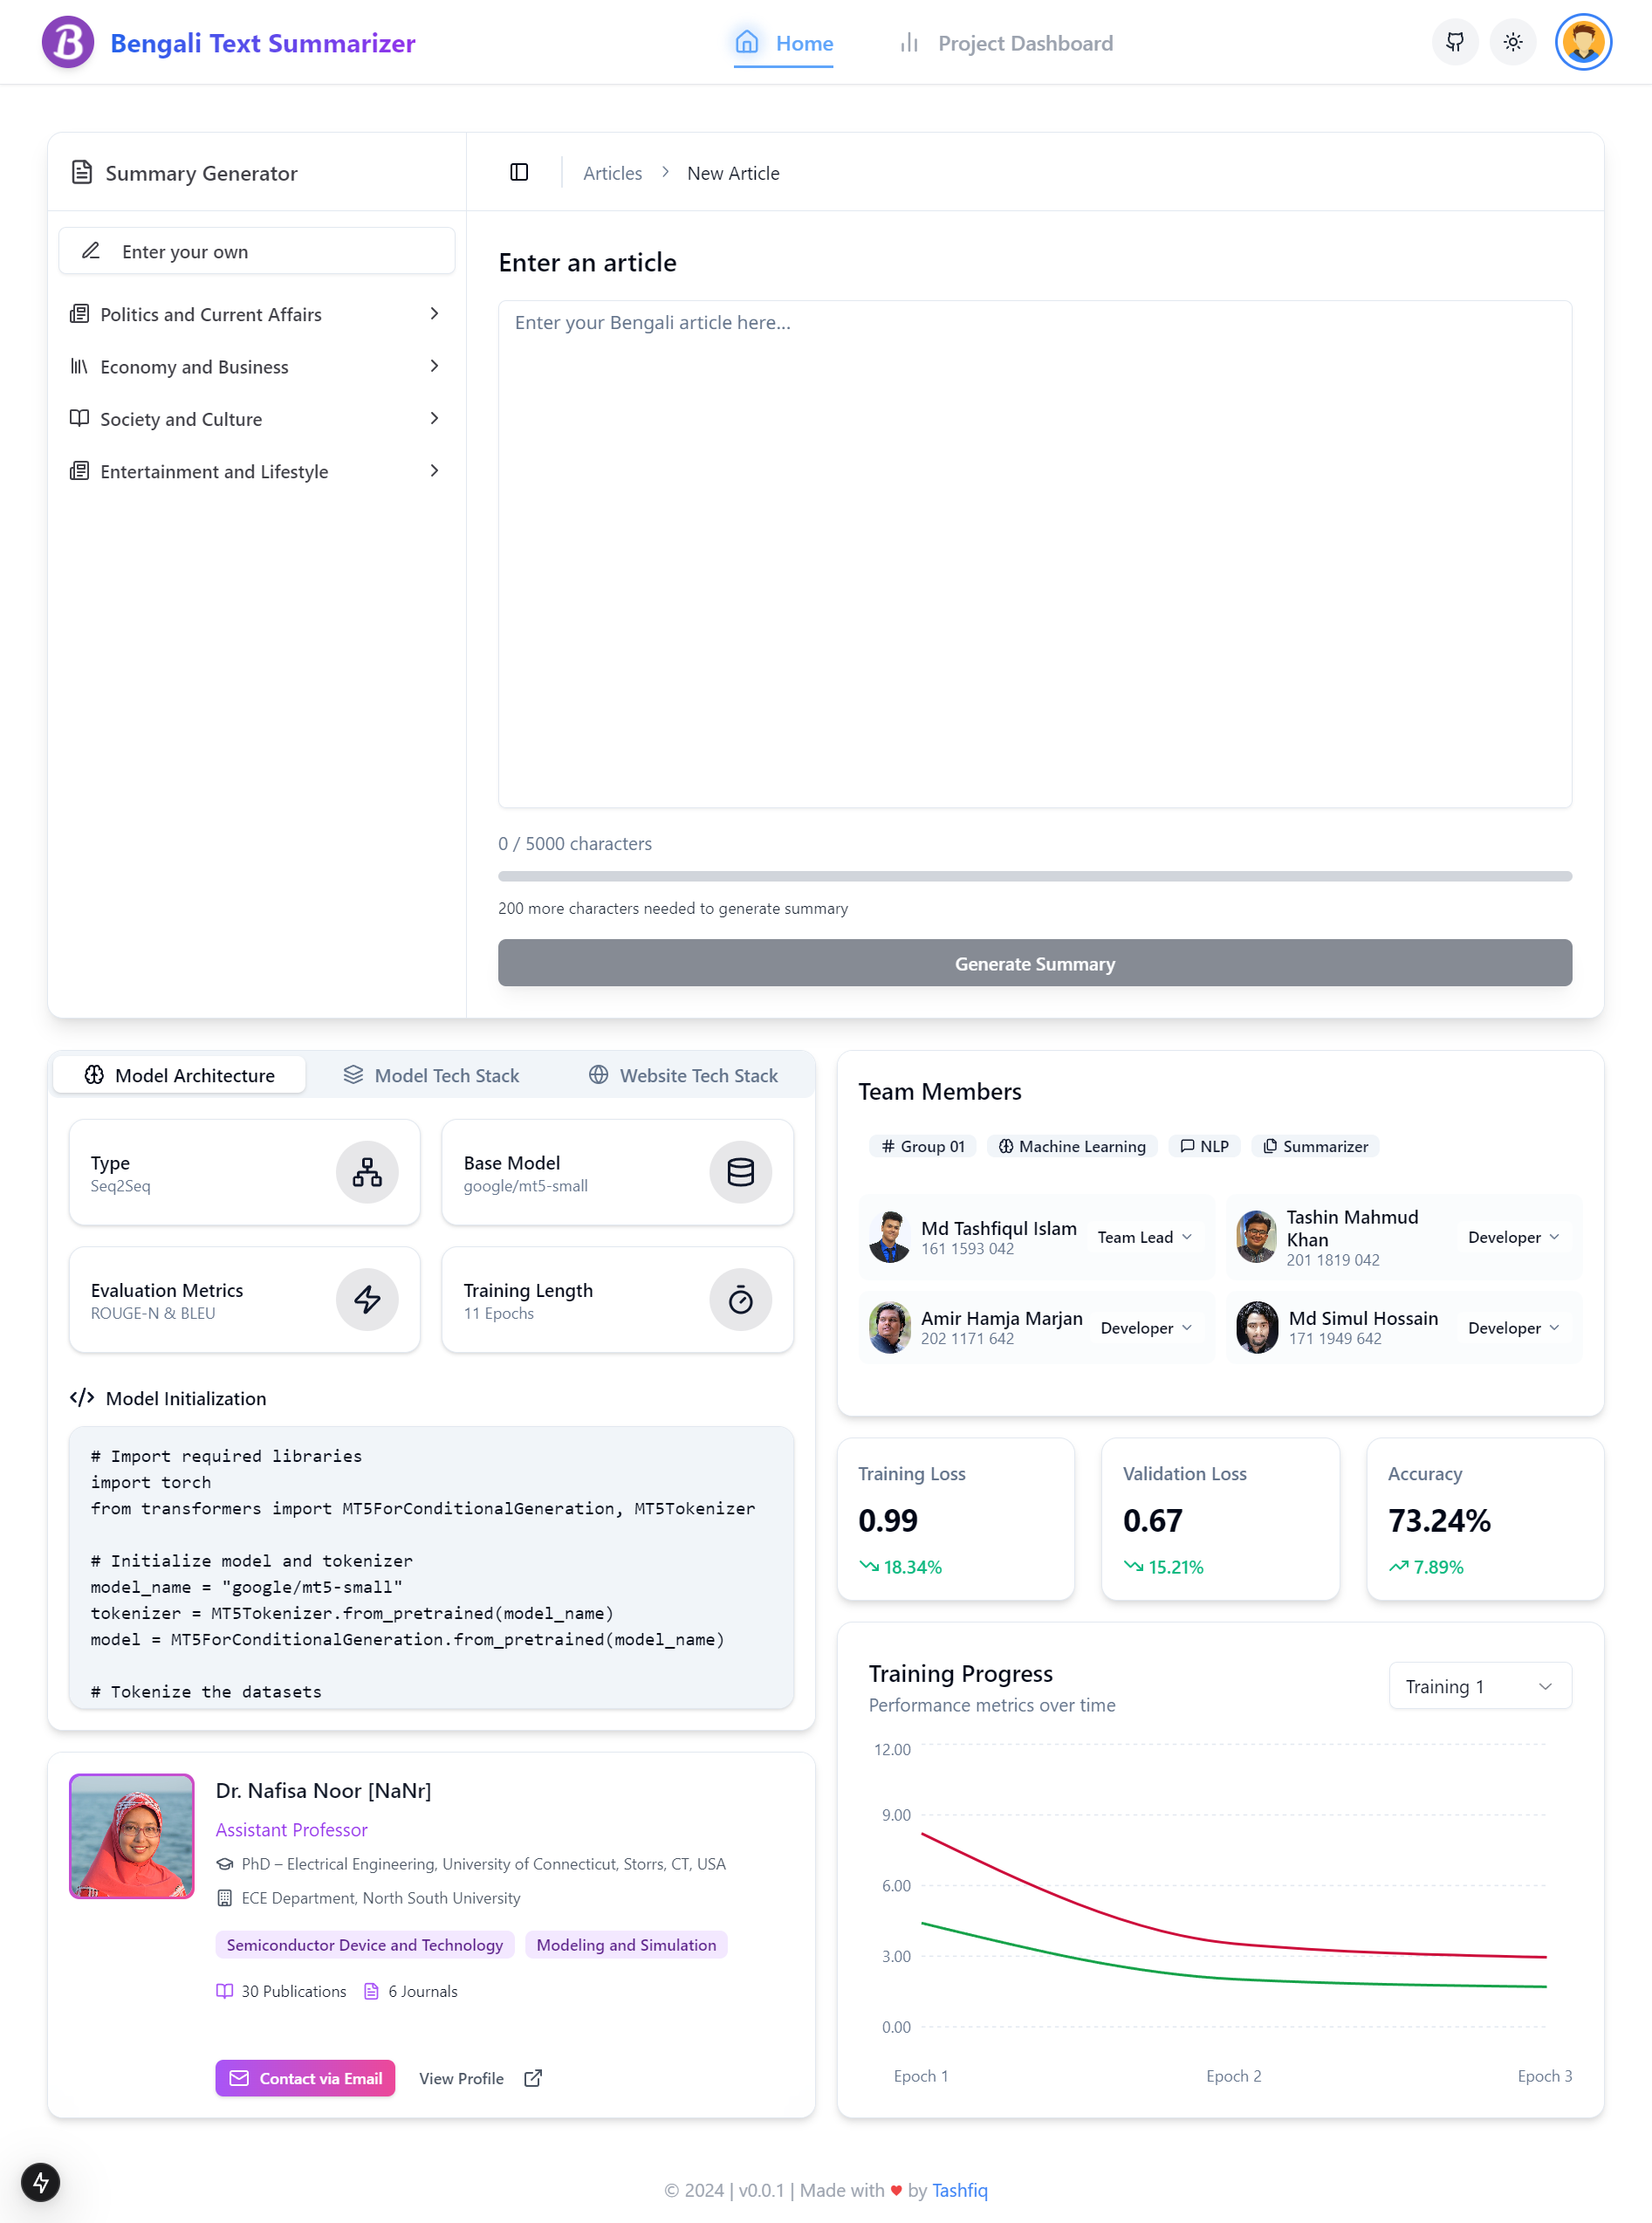 Bengali Text Summarizer
Home
Project Dashboard
Summary Generator
Articles > New Article
Enter your own
Politics and Current Affairs
Economy and Business
Society and Culture
Entertainment and Lifestyle
Enter an article
Enter your Bengali article here...
0 / 5000 characters
200 more characters needed to generate summary
Generate Summary
Model Architecture
Model Tech Stack
Website Tech Stack
Type
Seq2Seq
Base Model
google/mt5-small
Evaluation Metrics
ROUGE-N & BLEU
Training Length
11 Epochs
Model Initialization
# Import required libraries
import torch
from transformers import MT5ForConditionalGeneration, MT5Tokenizer
# Initialize model and tokenizer
model_name = "google/mt5-small"
tokenizer = MT5Tokenizer.from_pretrained(model_name)
model = MT5ForConditionalGeneration.from_pretrained(model_name)
# Tokenize the datasets
Dr. Nafisa Noor [NaNr]
Assistant Professor
PhD – Electrical Engineering, University of Connecticut, Storrs, CT, USA
ECE Department, North South University
Semiconductor Device and Technology
Modeling and Simulation
30 Publications
6 Journals
Contact via Email
View Profile
Team Members
# Group 01
Machine Learning
NLP
Summarizer
Md Tashfiqul Islam
161 1593 042
Team Lead
Tashin Mahmud
Khan
201 1819 042
Developer
Amir Hamja Marjan
202 1171 642
Developer
Md Simul Hossain
171 1949 642
Developer
Training Loss
0.99
18.34%
Validation Loss
0.67
15.21%
Accuracy
73.24%
7.89%
Training Progress
Performance metrics over time
Training 1
12.00
9.00
6.00
3.00
0.00
Epoch 1
Epoch 2
Epoch 3
© 2024 | v0.0.1 | Made with ♥ by Tashfiq